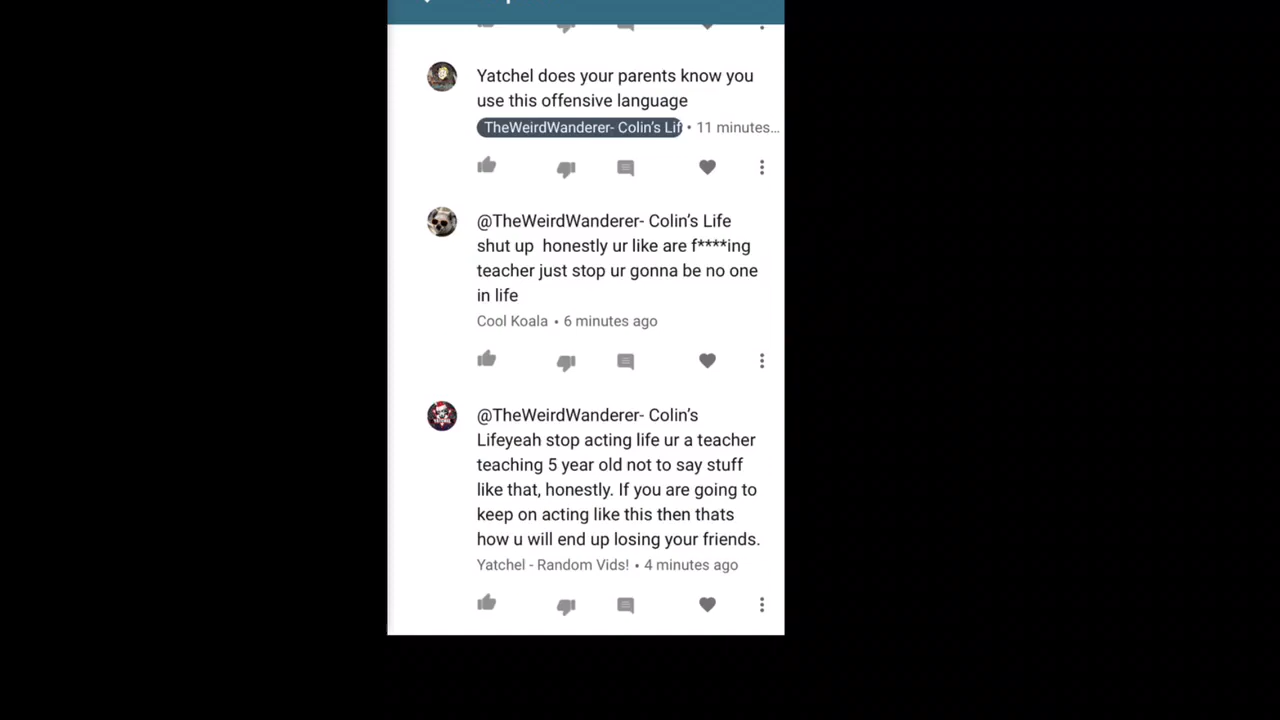 Yatchel does your parents know you
use this offensive language
TheWeirdWanderer- Colin's Lif • 11 minutes...
@TheWeirdWanderer- Colin's Life
shut up  honestly ur like are f****ing
teacher just stop ur gonna be no one
in life
Cool Koala • 6 minutes ago
@TheWeirdWanderer- Colin's
Lifeyeah stop acting life ur a teacher
teaching 5 year old not to say stuff
like that, honestly. If you are going to
keep on acting like this then thats
how u will end up losing your friends.
Yatchel - Random Vids! • 4 minutes ago